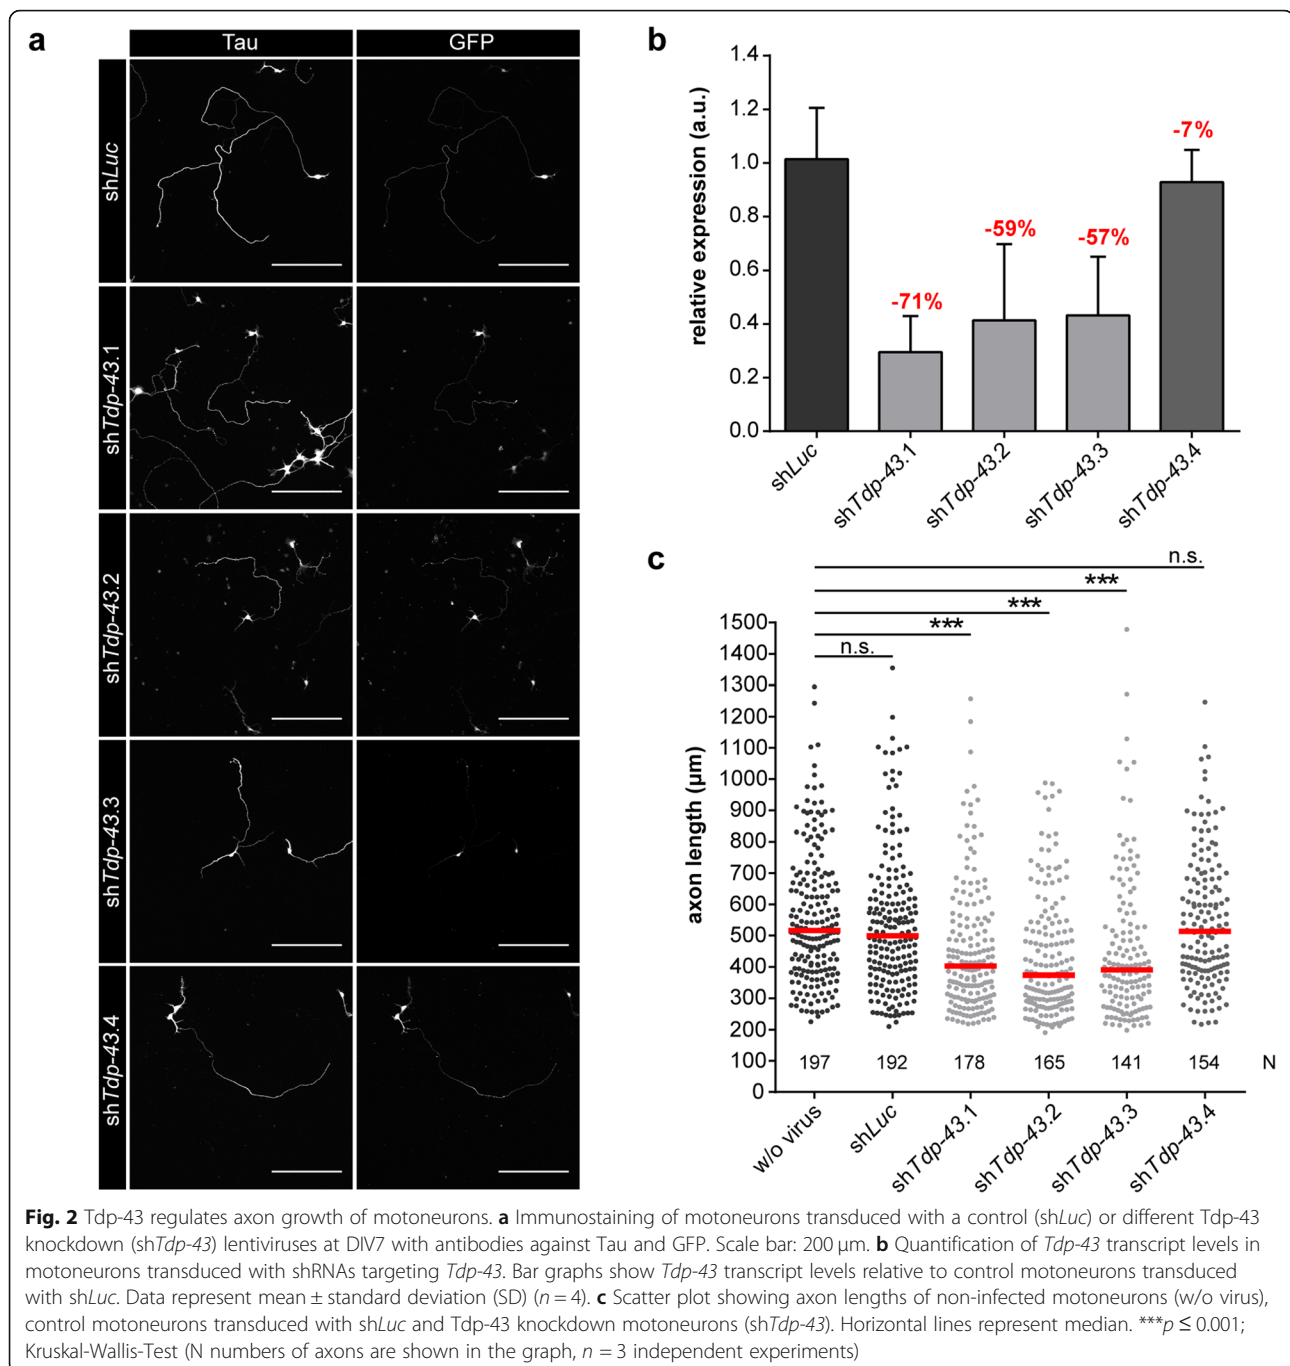 a
Tau GFP
shLuc
shTdp-43.1
shTdp-43.2
shTdp-43.3
shTdp-43.4
b
relative expression (a.u.)
1.4
1.2
1.0
0.8
0.6
0.4
0.2
0.0
-71%
-59%
-57%
-7%
shLuc shTdp-43.1 shTdp-43.2 shTdp-43.3 shTdp-43.4
c
n.s.
***
***
***
n.s.
axon length (µm)
1500
1400
1300
1200
1100
1000
900
800
700
600
500
400
300
200
100
0
197 192 178 165 141 154 N
w/o virus shLuc shTdp-43.1 shTdp-43.2 shTdp-43.3 shTdp-43.4
Fig. 2 Tdp-43 regulates axon growth of motoneurons. a Immunostaining of motoneurons transduced with a control (shLuc) or different Tdp-43
knockdown (shTdp-43) lentiviruses at DIV7 with antibodies against Tau and GFP. Scale bar: 200 µm. b Quantification of Tdp-43 transcript levels in
motoneurons transduced with shRNAs targeting Tdp-43. Bar graphs show Tdp-43 transcript levels relative to control motoneurons transduced
with shLuc. Data represent mean ± standard deviation (SD) (n = 4). c Scatter plot showing axon lengths of non-infected motoneurons (w/o virus),
control motoneurons transduced with shLuc and Tdp-43 knockdown motoneurons (shTdp-43). Horizontal lines represent median. ***p ≤ 0.001;
Kruskal-Wallis-Test (N numbers of axons are shown in the graph, n = 3 independent experiments)